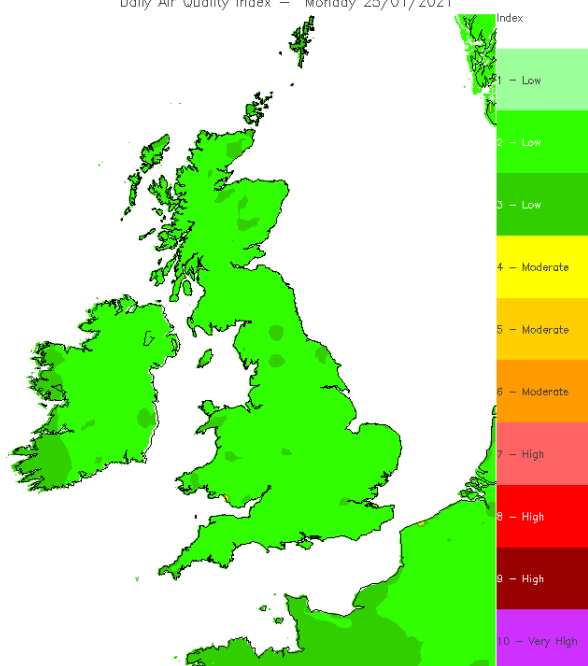 Daily Air Quality Index – Monday 25/01/2021
Index
1 – Low
2 – Low
3 – Low
4 – Moderate
5 – Moderate
6 – Moderate
7 – High
8 – High
9 – High
10 – Very High